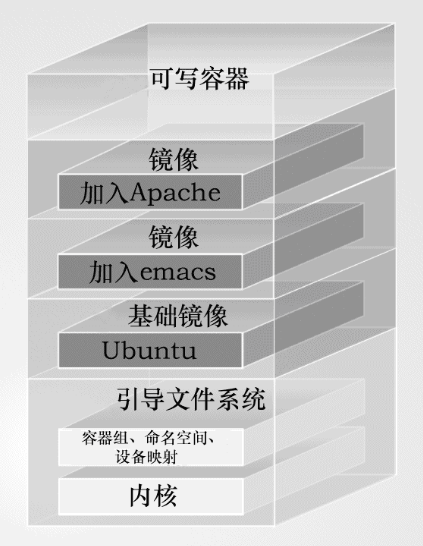 可写容器
镜像
加入Apache
镜像
加入emacs
基础镜像
Ubuntu
引导文件系统
容器组、命名空间、
设备映射
内核